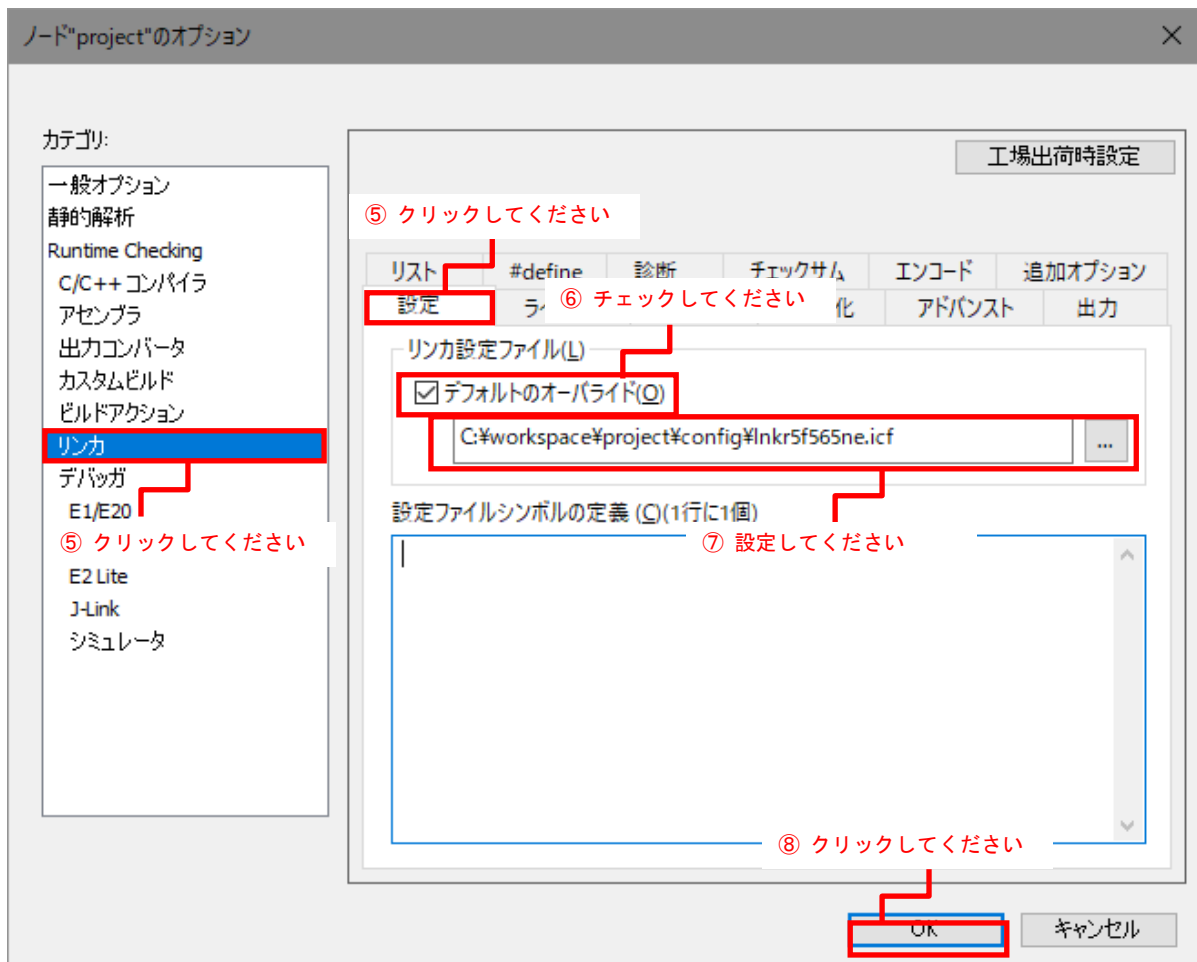 ノード"project"のオプション
カテゴリ:
一般オプション
静的解析
Runtime Checking
C/C++ コンパイラ
アセンブラ
出力コンバータ
カスタムビルド
ビルドアクション
リンカ
デバッガ
E1/E20
⑤ クリックしてください
E2 Lite
J-Link
シミュレータ
工場出荷時設定
⑤ クリックしてください
リスト #define 診断 チェックサム エンコード 追加オプション
⑥ チェックしてください
設定 化 アドバンスト 出力
リンカ設定ファイル(L)
デフォルトのオーバライド(O)
C:¥workspace¥project¥config¥lnkr5f565ne.icf
...
設定ファイルシンボルの定義 (C)(1行に1個)
⑦ 設定してください
⑧ クリックしてください
OK キャンセル